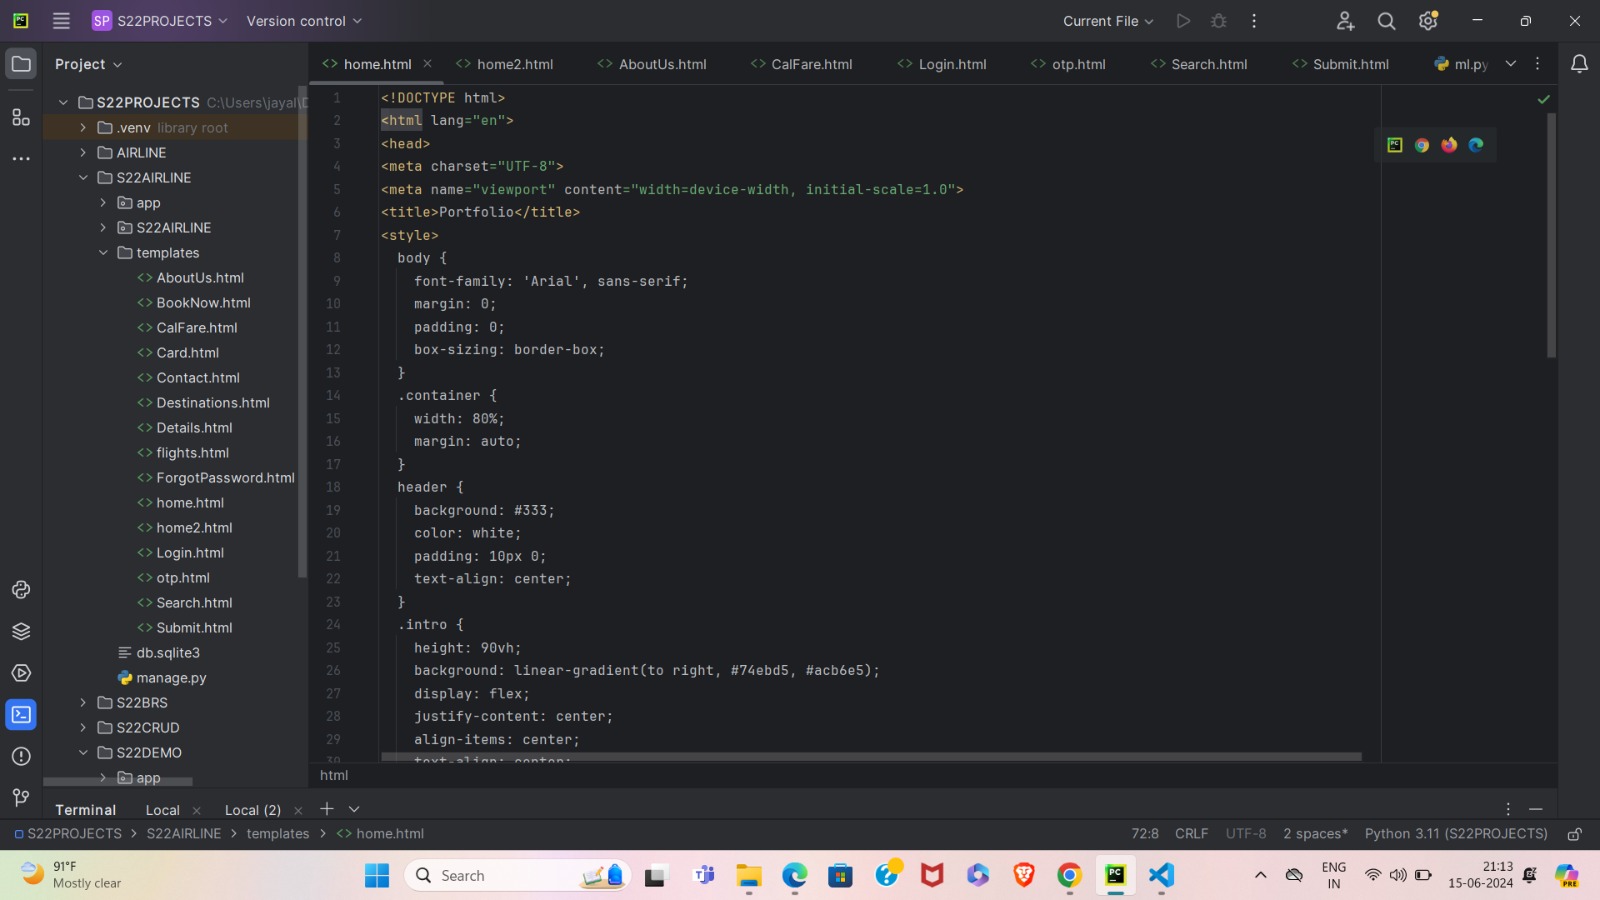 PC
SP S22PROJECTS Version control Current File
Project
home.html home2.html AboutUs.html CalFare.html Login.html otp.html Search.html Submit.html ml.py
S22PROJECTS C:\Users\jayal\D
.venv library root
AIRLINE
S22AIRLINE
app
S22AIRLINE
templates
AboutUs.html
BookNow.html
CalFare.html
Card.html
Contact.html
Destinations.html
Details.html
flights.html
ForgotPassword.html
home.html
home2.html
Login.html
otp.html
Search.html
Submit.html
db.sqlite3
manage.py
S22BRS
S22CRUD
S22DEMO
app
1 <!DOCTYPE html>
2 <html lang="en">
3 <head>
4 <meta charset="UTF-8">
5 <meta name="viewport" content="width=device-width, initial-scale=1.0">
6 <title>Portfolio</title>
7 <style>
8 body {
9 font-family: 'Arial', sans-serif;
10 margin: 0;
11 padding: 0;
12 box-sizing: border-box;
13 }
14 .container {
15 width: 80%;
16 margin: auto;
17 }
18 header {
19 background: #333;
20 color: white;
21 padding: 10px 0;
22 text-align: center;
23 }
24 .intro {
25 height: 90vh;
26 background: linear-gradient(to right, #74ebd5, #acb6e5);
27 display: flex;
28 justify-content: center;
29 align-items: center;
30 text-align: center;
html
Terminal Local Local (2)
S22PROJECTS > S22AIRLINE > templates > home.html 72:8 CRLF UTF-8 2 spaces* Python 3.11 (S22PROJECTS)
91°F
Mostly clear
Search
ENG
IN
21:13
15-06-2024
PRE